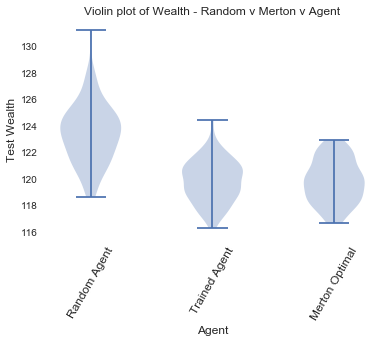 Violin plot of Wealth - Random v Merton v Agent
Test Wealth
130
128
126
124
122
120
118
116
Random Agent
Trained Agent
Merton Optimal
Agent